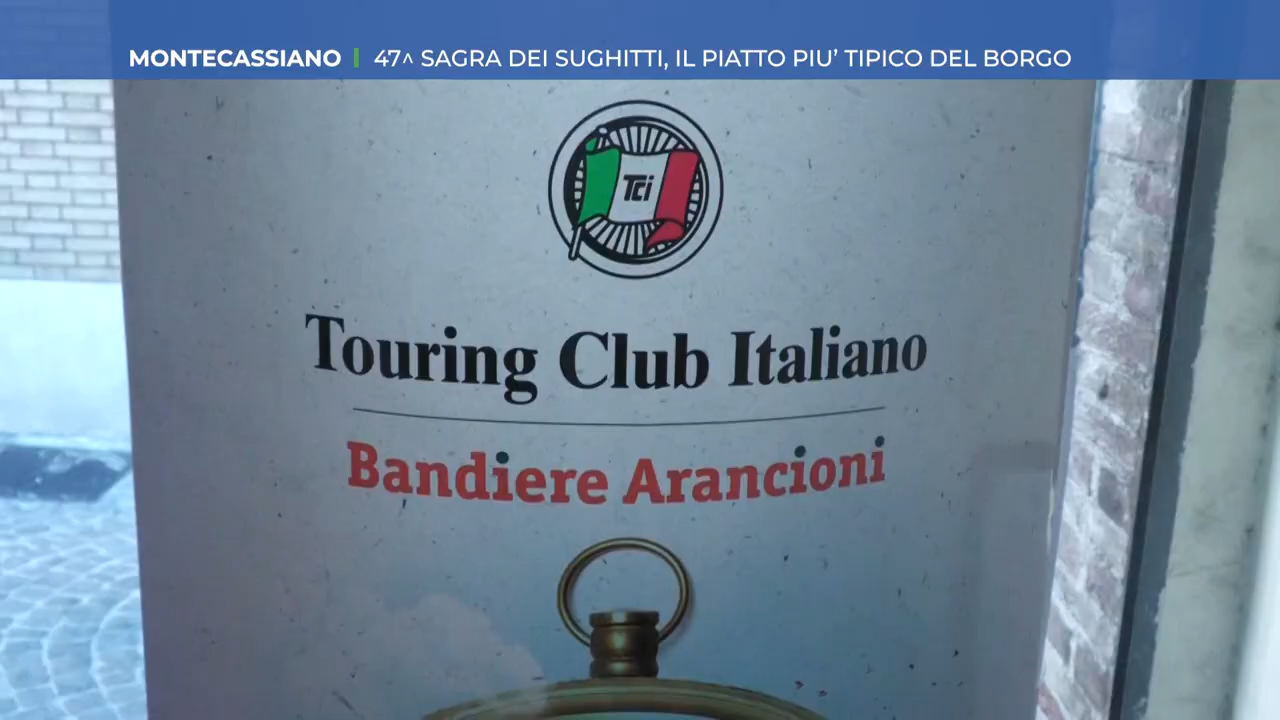 MONTECASSIANO | 47^ SAGRA DEI SUGHITTI, IL PIATTO PIU' TIPICO DEL BORGO
Tci
Touring Club Italiano
Bandiere Arancioni